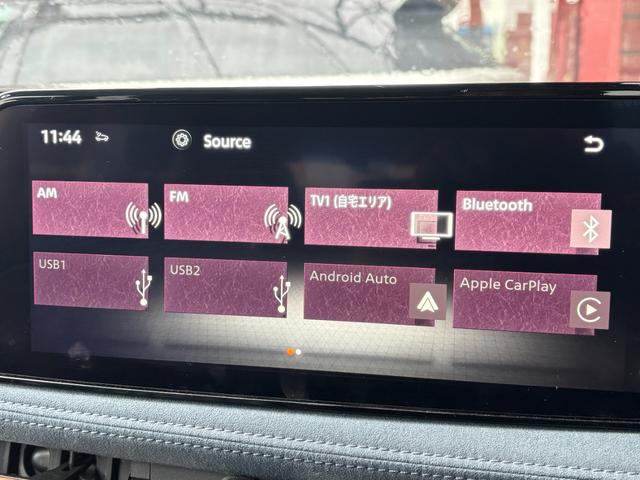 11:44
Source
AM
FM
TV1 (自宅エリア)
Bluetooth
USB1
USB2
Android Auto
Apple CarPlay